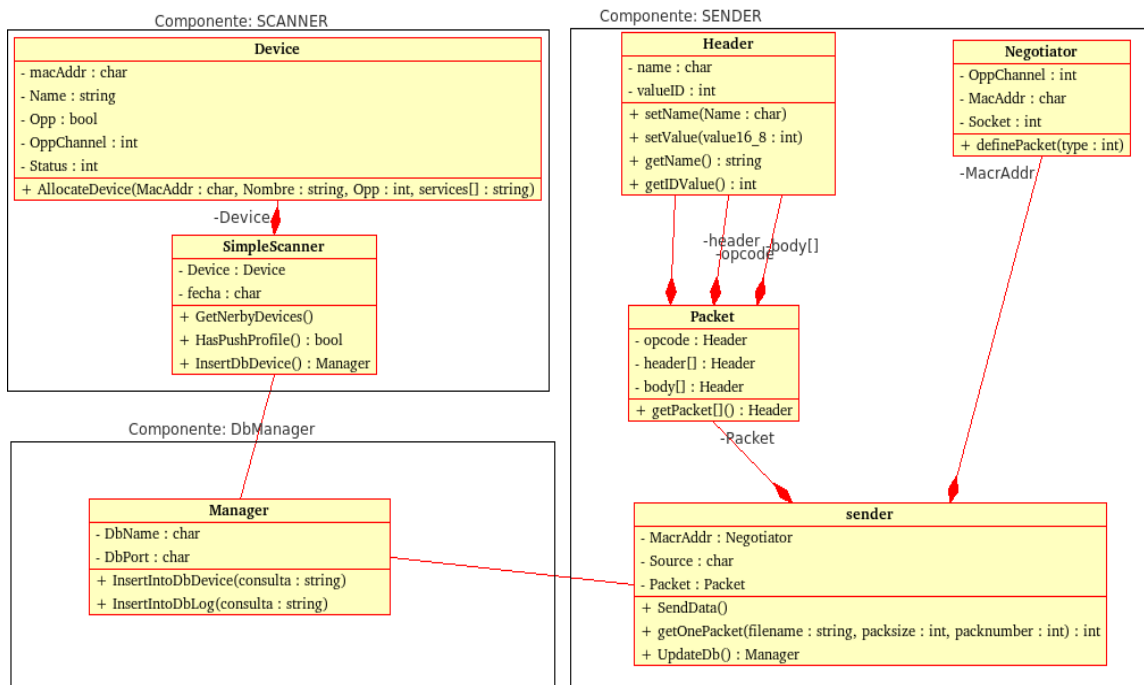 Componente: SCANNER
Device
- macAddr : char
- Name : string
- Opp : bool
- OppChannel : int
- Status : int
+ AllocateDevice(MacAddr : char, Nombre : string, Opp : int, services[] : string)
-Device
SimpleScanner
- Device : Device
- fecha : char
+ GetNerbyDevices()
+ HasPushProfile() : bool
+ InsertDbDevice() : Manager
Componente: DbManager
Manager
- DbName : char
- DbPort : char
+ InsertIntoDbDevice(consulta : string)
+ InsertIntoDbLog(consulta : string)
Componente: SENDER
Header
- name : char
- valueID : int
+ setName(Name : char)
+ setValue(value16_8 : int)
+ getName() : string
+ getIDValue() : int
Negotiator
- OppChannel : int
- MacAddr : char
- Socket : int
+ definePacket(type : int)
-MacrAddr
-header
-opcode
-body[]
Packet
- opcode : Header
- header[] : Header
- body[] : Header
+ getPacket[]() : Header
-Packet
sender
- MacrAddr : Negotiator
- Source : char
- Packet : Packet
+ SendData()
+ getOnePacket(filename : string, packsize : int, packnumber : int) : int
+ UpdateDb() : Manager